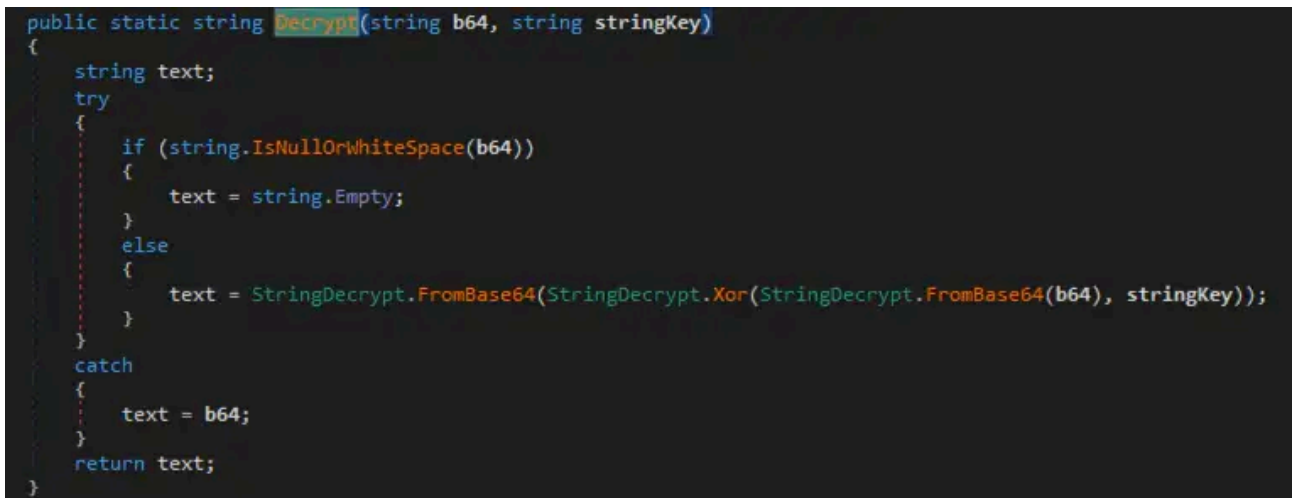 public static string Decrypt(string b64, string stringKey)
{
string text;
try
{
if (string.IsNullOrWhiteSpace(b64))
{
text = string.Empty;
}
else
{
text = StringDecrypt.FromBase64(StringDecrypt.Xor(StringDecrypt.FromBase64(b64), stringKey));
}
}
catch
{
text = b64;
}
return text;
}